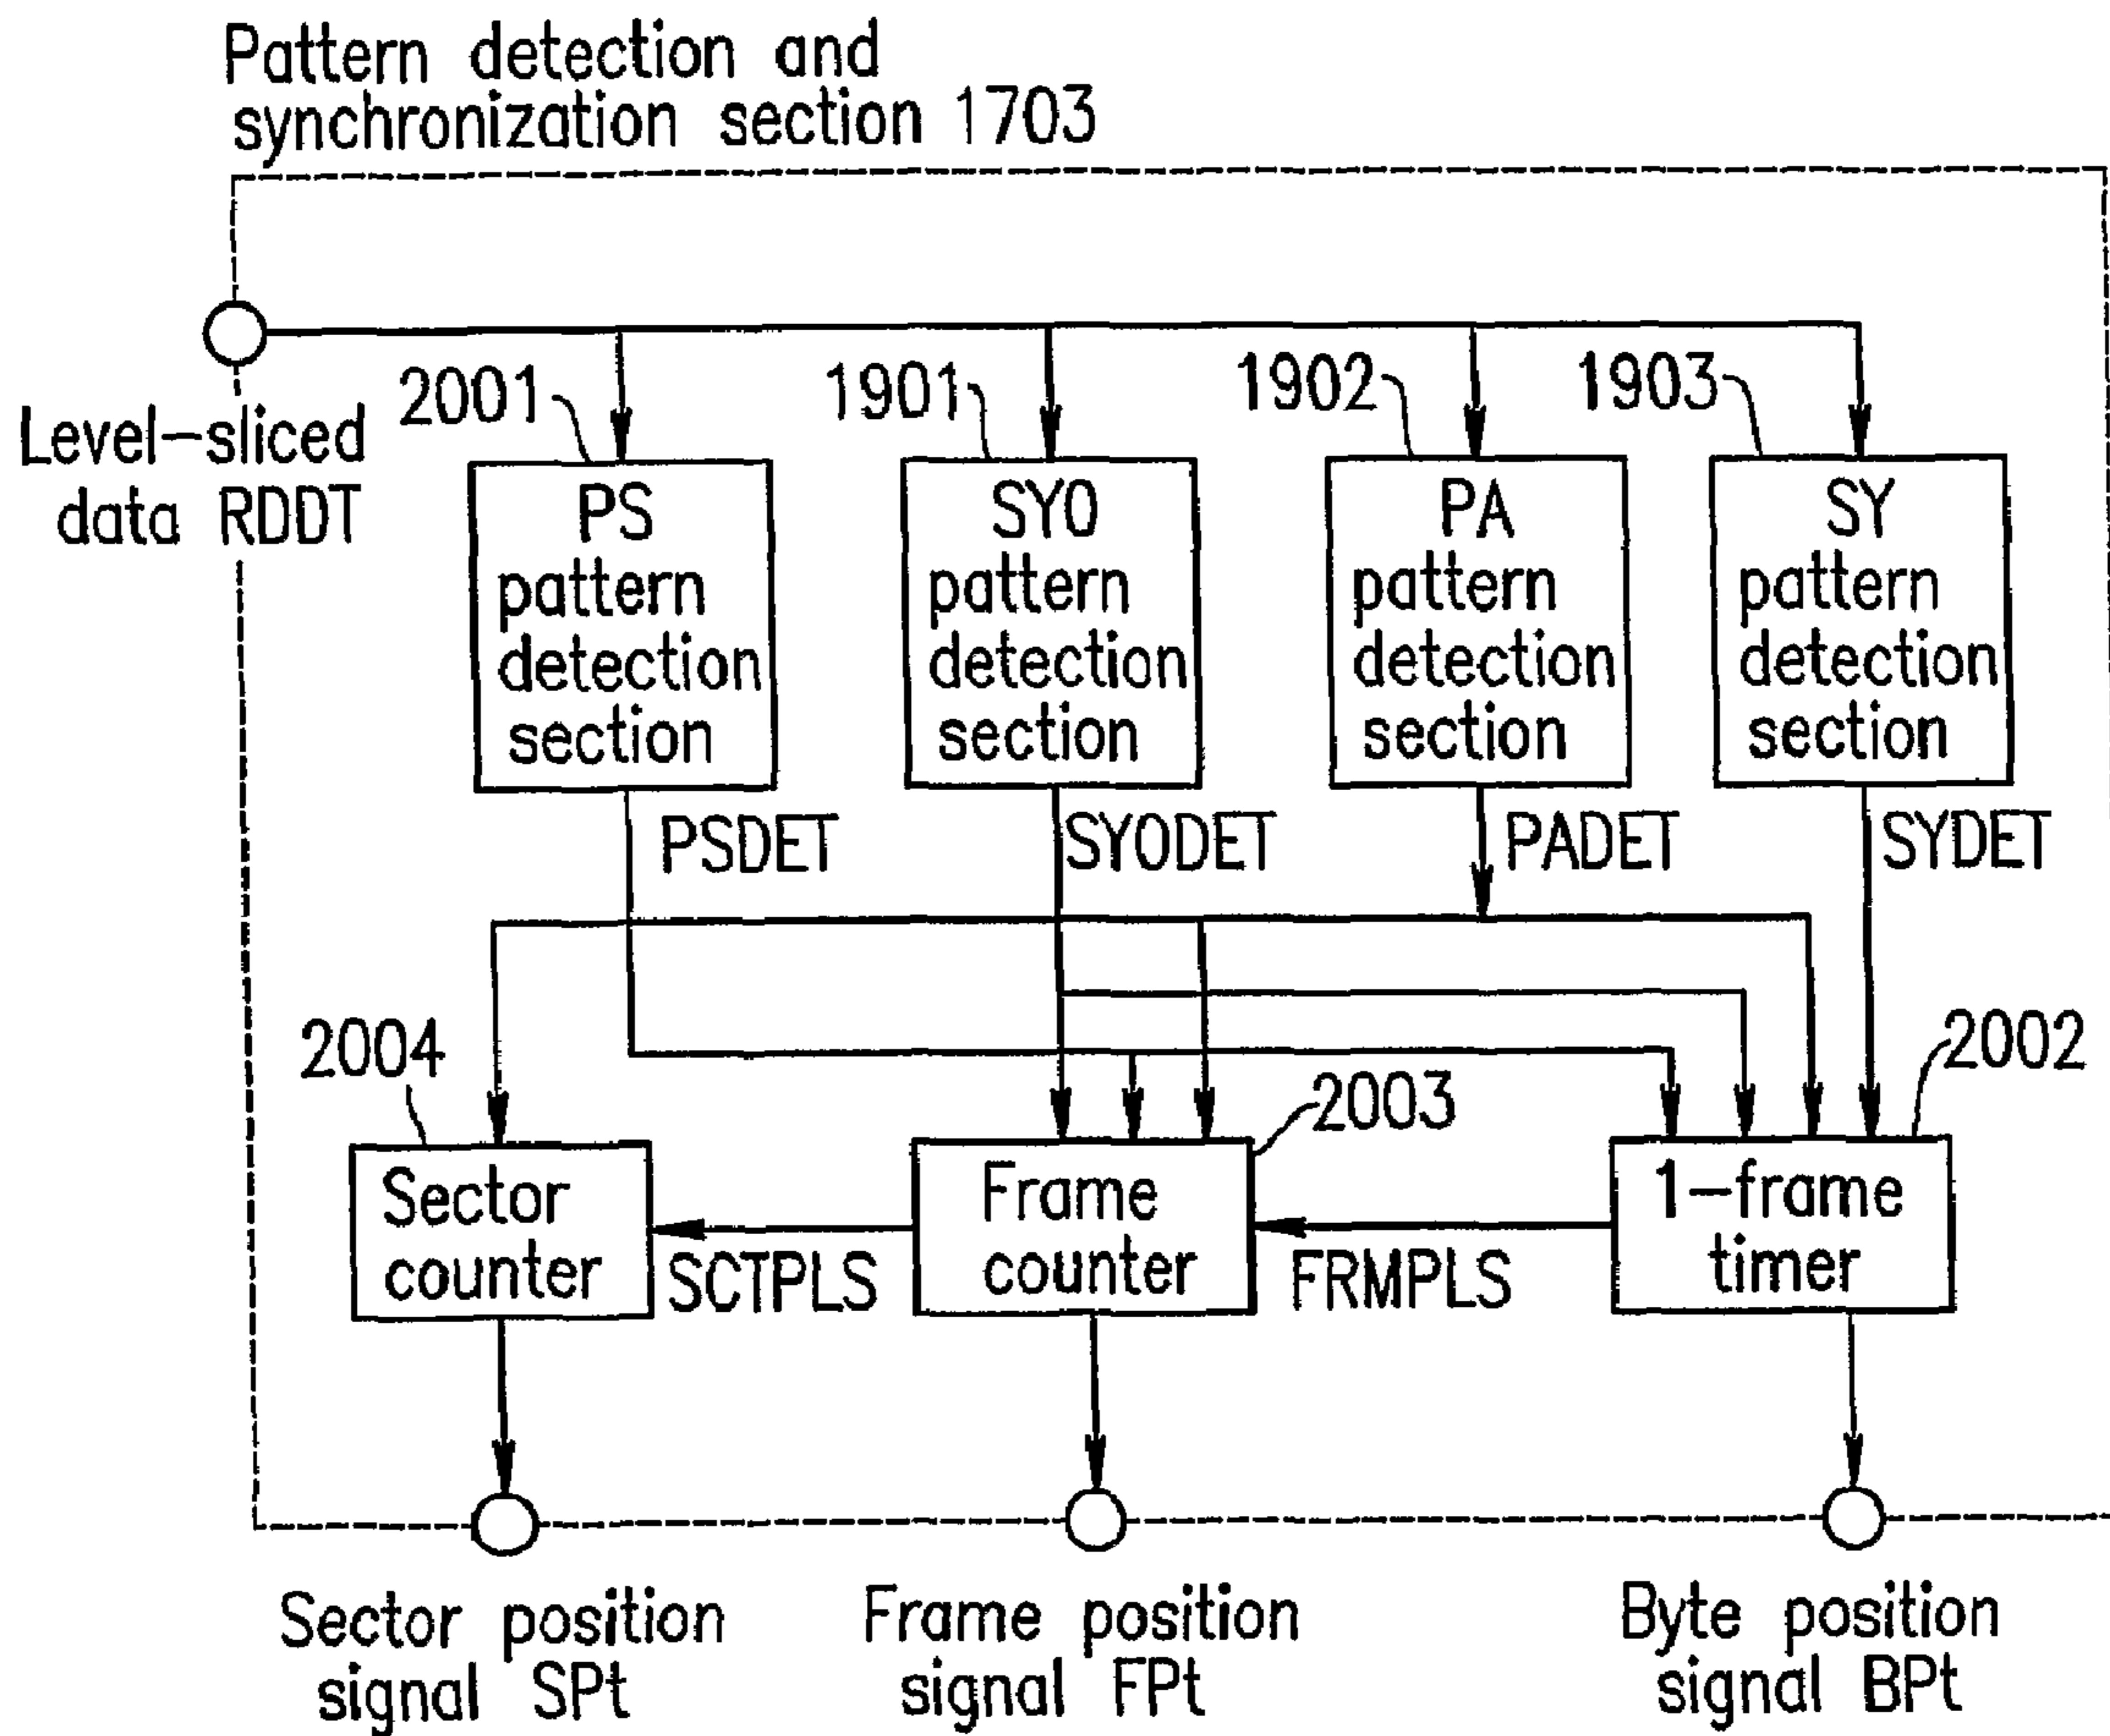 Pattern detection and
synchronization section 1703
Level-sliced
data RDDT
2001
1901
1902
1903
PS
pattern
detection
section
SYO
pattern
detection
section
PA
pattern
detection
section
SY
pattern
detection
section
PSDET
SYODET
PADET
SYDET
2004
2003
2002
Sector
counter
SCTPLS
Frame
counter
FRMPLS
1-frame
timer
Sector position
signal SPt
Frame position
signal FPt
Byte position
signal BPt